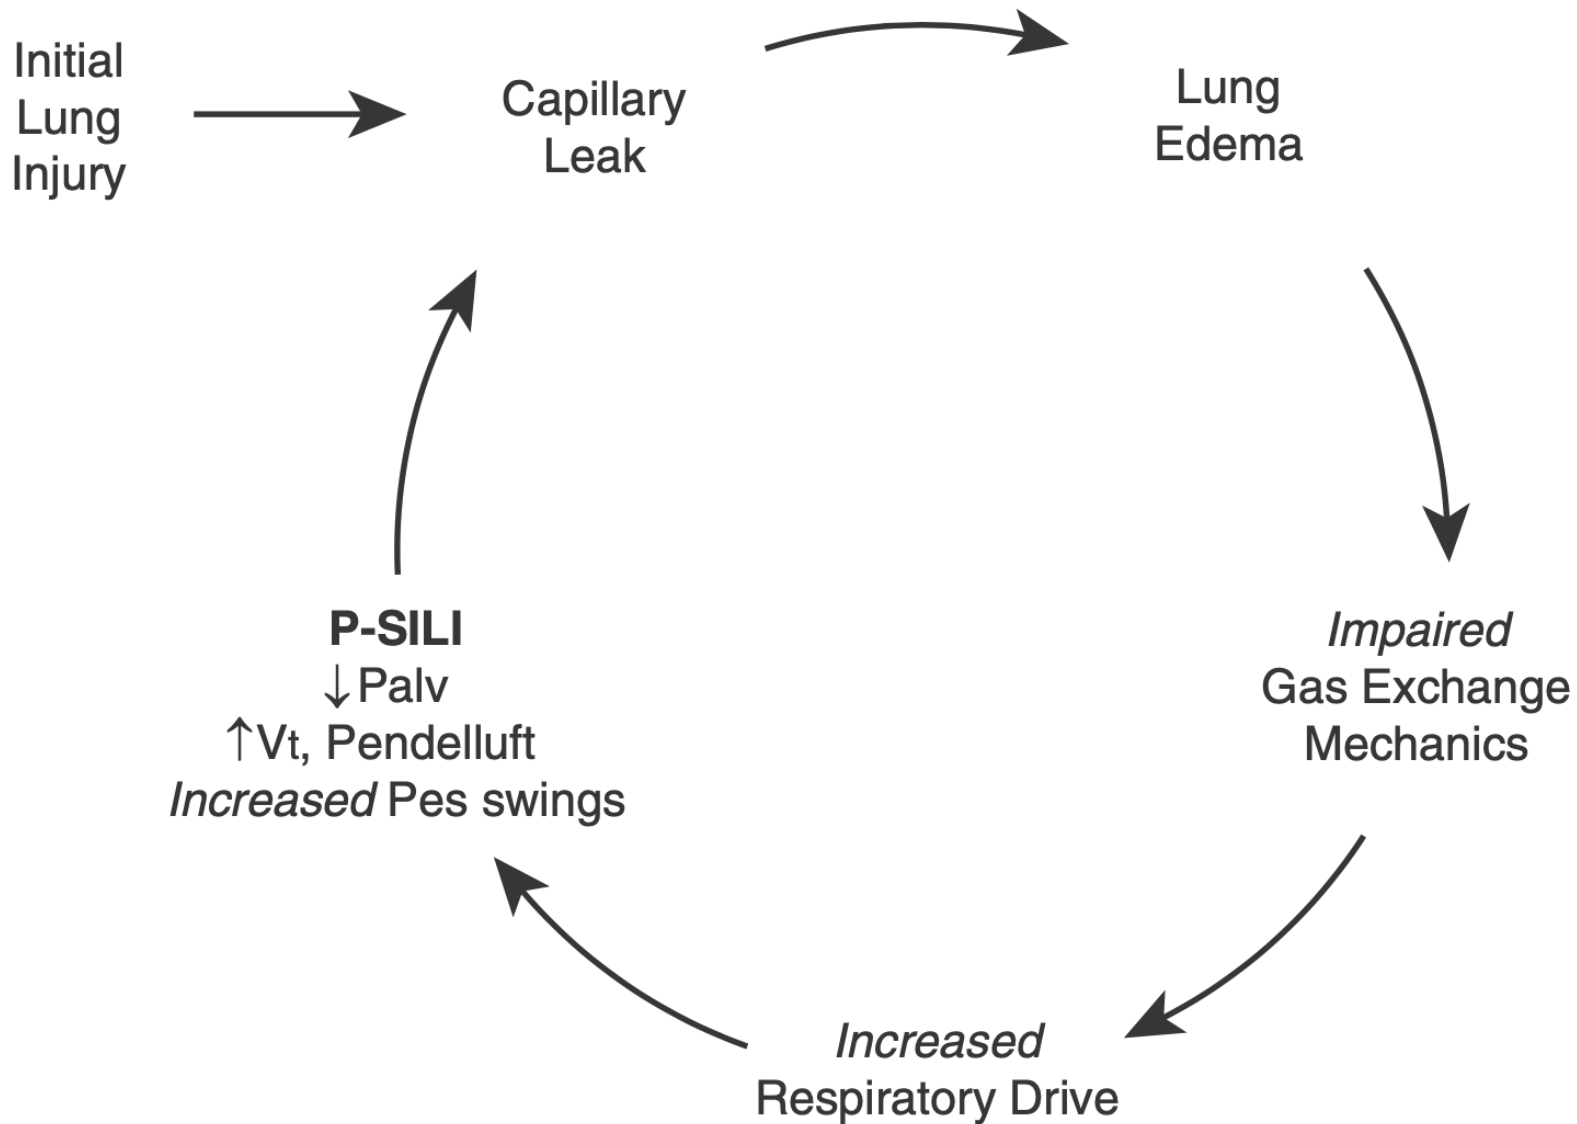 Initial
Lung
Injury
Capillary
Leak
Lung
Edema
Impaired
Gas Exchange
Mechanics
Increased
Respiratory Drive
P-SILI
↓Palv
↑Vt, Pendelluft
Increased Pes swings